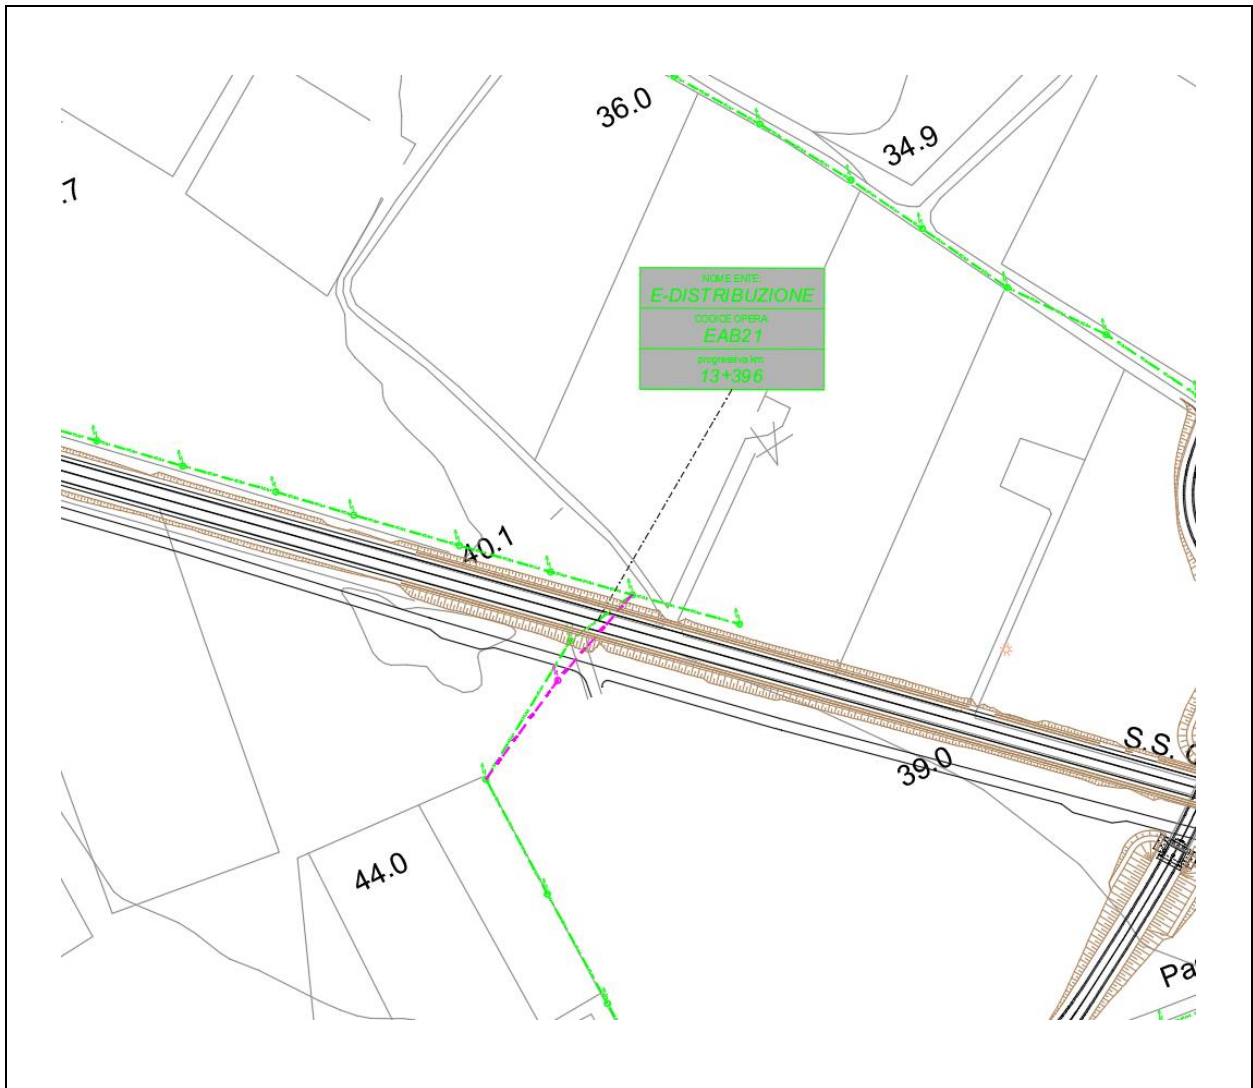 36.0
34.9
.7
NOME ENTE:
E-DISTRIBUZIONE
CODICE OPERA
EAB21
progressiva km:
13+396
40.1
S.S.
39.0
44.0
Pa